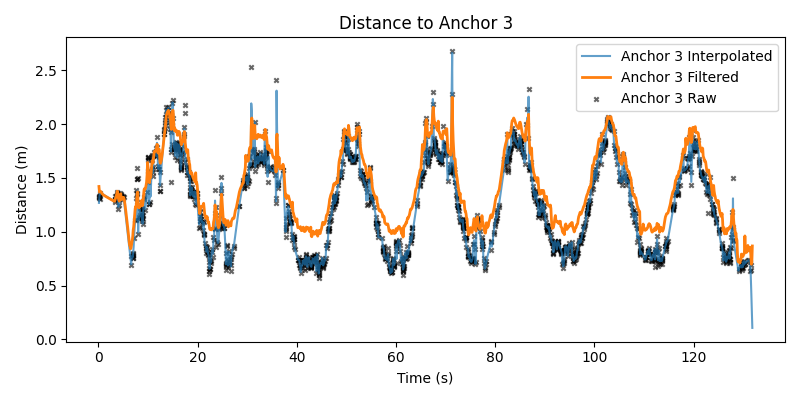 Distance to Anchor 3
Anchor 3 Interpolated
Anchor 3 Filtered
Anchor 3 Raw
Distance (m)
2.5
2.0
1.5
1.0
0.5
0.0
0 20 40 60 80 100 120
Time (s)